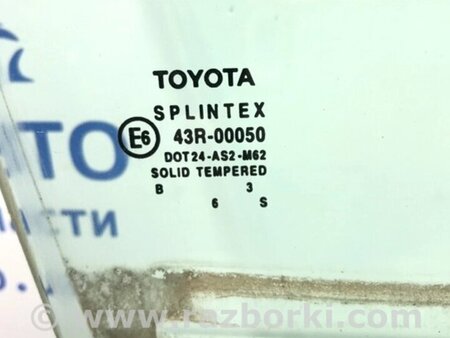 TOYOTA
SPLINTEX
E6 43R-00050
DOT24-AS2-M62
SOLID TEMPERED
B 3
6 S
www.razborki.com